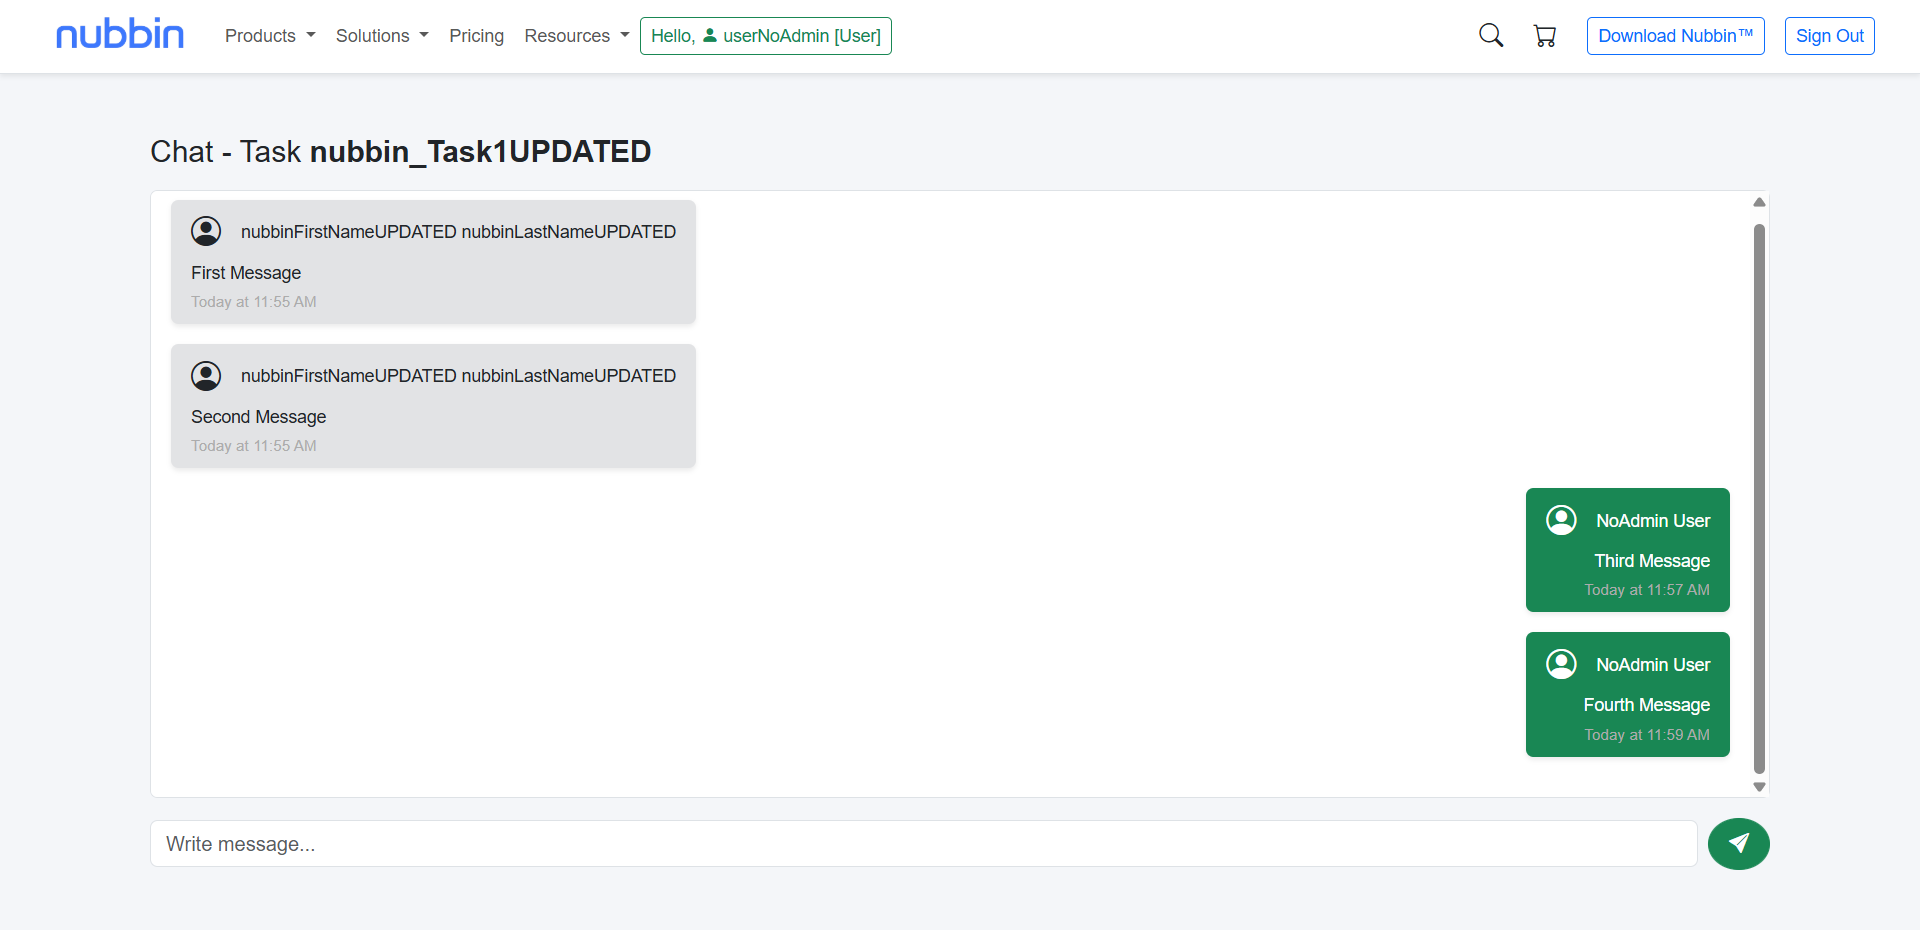 nubbin Products Solutions Pricing Resources Hello, userNoAdmin [User] Download Nubbin™ Sign Out
Chat - Task nubbin_Task1UPDATED
nubbinFirstNameUPDATED nubbinLastNameUPDATED
First Message
Today at 11:55 AM
nubbinFirstNameUPDATED nubbinLastNameUPDATED
Second Message
Today at 11:55 AM
NoAdmin User
Third Message
Today at 11:57 AM
NoAdmin User
Fourth Message
Today at 11:59 AM
Write message...